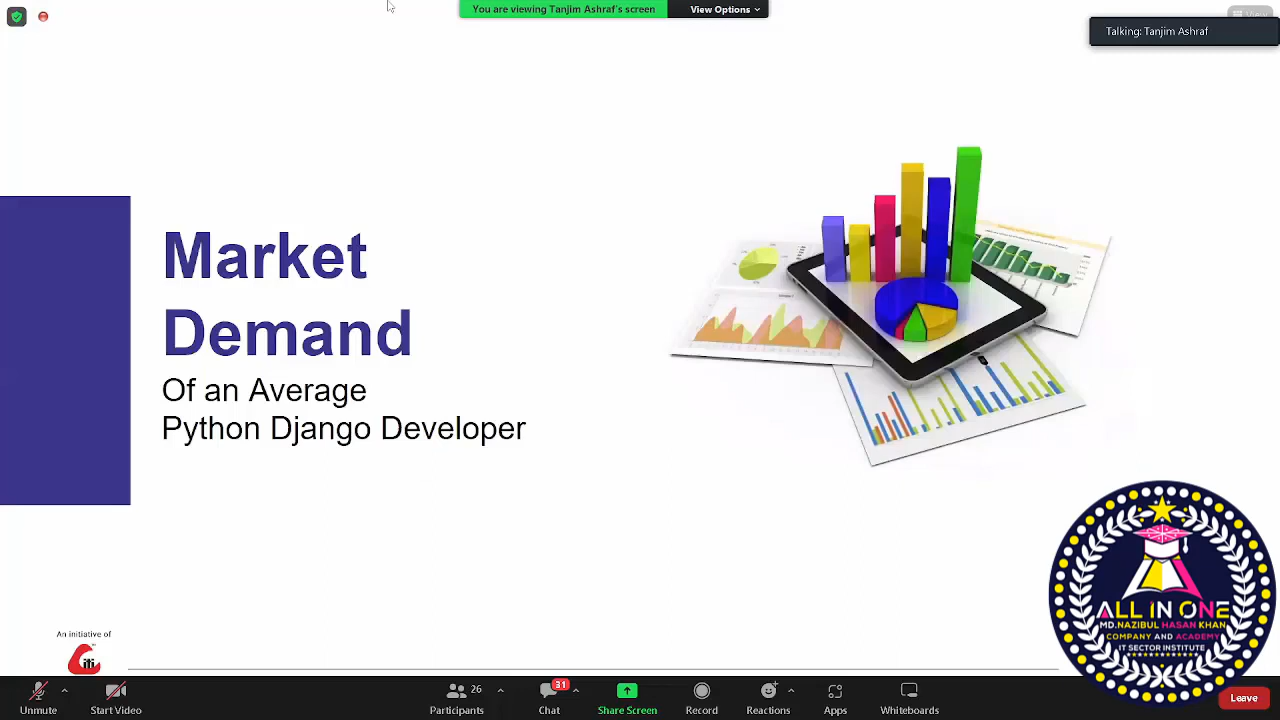 You are viewing Tanjim Ashraf's screen
View Options
View
Talking: Tanjim Ashraf
Market
Demand
Of an Average
Python Django Developer
ALL IN ONE
MD.NAZIBUL HASAN KHAN
COMPANY AND ACADEMY
IT SECTOR INSTITUTE
An initiative of
Unmute
Start Video
26
Participants
31
Chat
Share Screen
Record
Reactions
Apps
Whiteboards
Leave